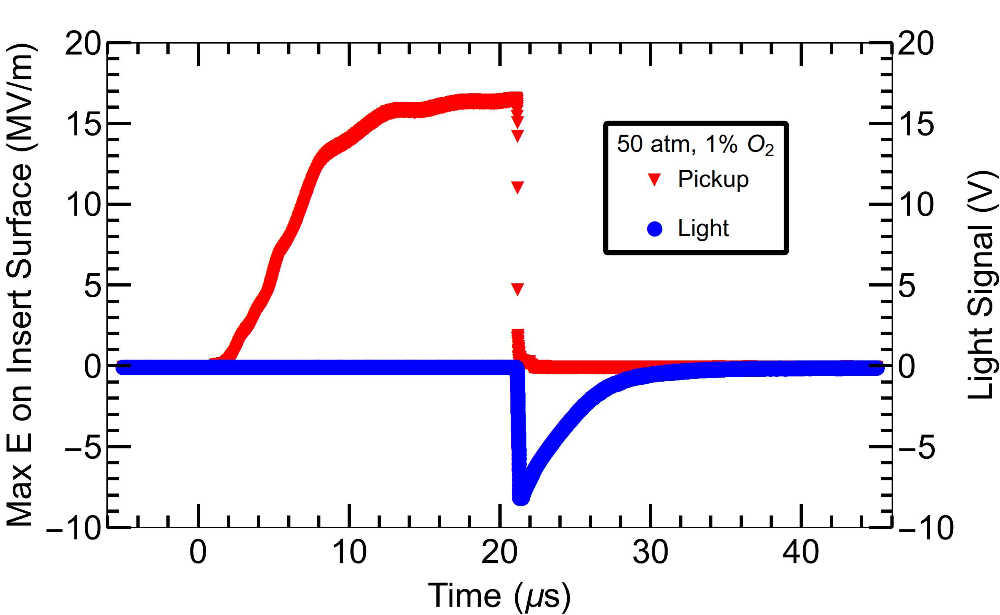 Max E on Insert Surface (MV/m)
20
15
10
5
0
−5
−10
50 atm, 1% O₂
Pickup
Light
20
15
10
5
0
−5
−10
Light Signal (V)
0 10 20 30 40
Time (μs)